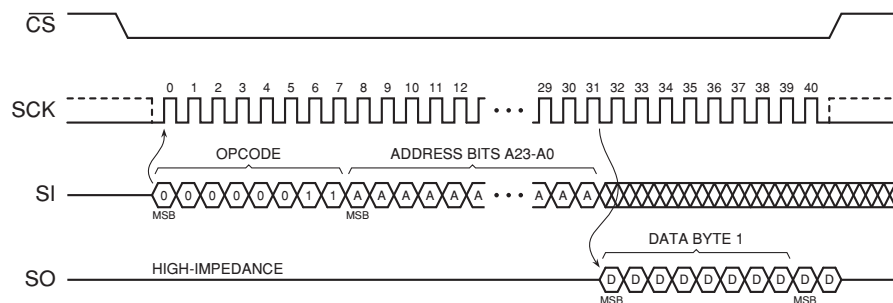 CS
0 1 2 3 4 5 6 7 8 9 10 11 12 29 30 31 32 33 34 35 36 37 38 39 40
SCK
OPCODE ADDRESS BITS A23-A0
SI 0 0 0 0 0 0 1 1 A A A A A A A A A
MSB MSB
DATA BYTE 1
SO HIGH-IMPEDANCE D D D D D D D D D D
MSB MSB